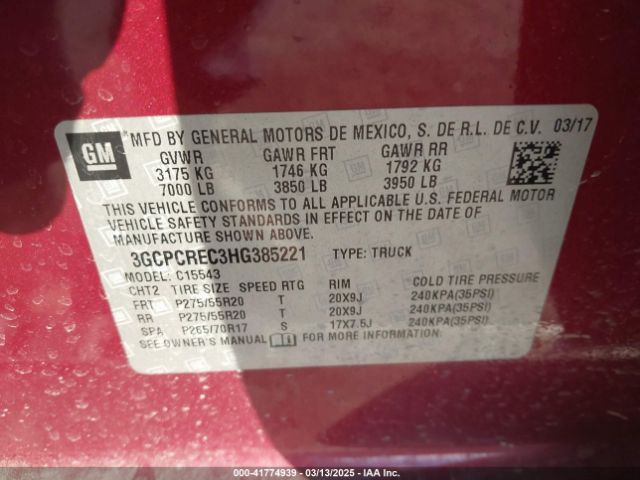 GM
MFD BY GENERAL MOTORS DE MEXICO, S. DE R.L. DE C.V. 03/17
GVWR GAWR FRT GAWR RR
3175 KG 1746 KG 1792 KG
7000 LB 3850 LB 3950 LB
THIS VEHICLE CONFORMS TO ALL APPLICABLE U.S. FEDERAL MOTOR
VEHICLE SAFETY STANDARDS IN EFFECT ON THE DATE OF
MANUFACTURE SHOWN ABOVE.
3GCPCREC3HG385221 TYPE: TRUCK
MODEL: C15543
CHT2 TIRE SIZE SPEED RTG RIM COLD TIRE PRESSURE
FRT P275/55R20 T 20X9J 240KPA(35PSI)
RR P275/55R20 T 20X9J 240KPA(35PSI)
SPA P265/70R17 S 17X7.5J 240KPA(35PSI)
SEE OWNER'S MANUAL FOR MORE INFORMATION.
000-41774939 - 03/13/2025 - IAA Inc.